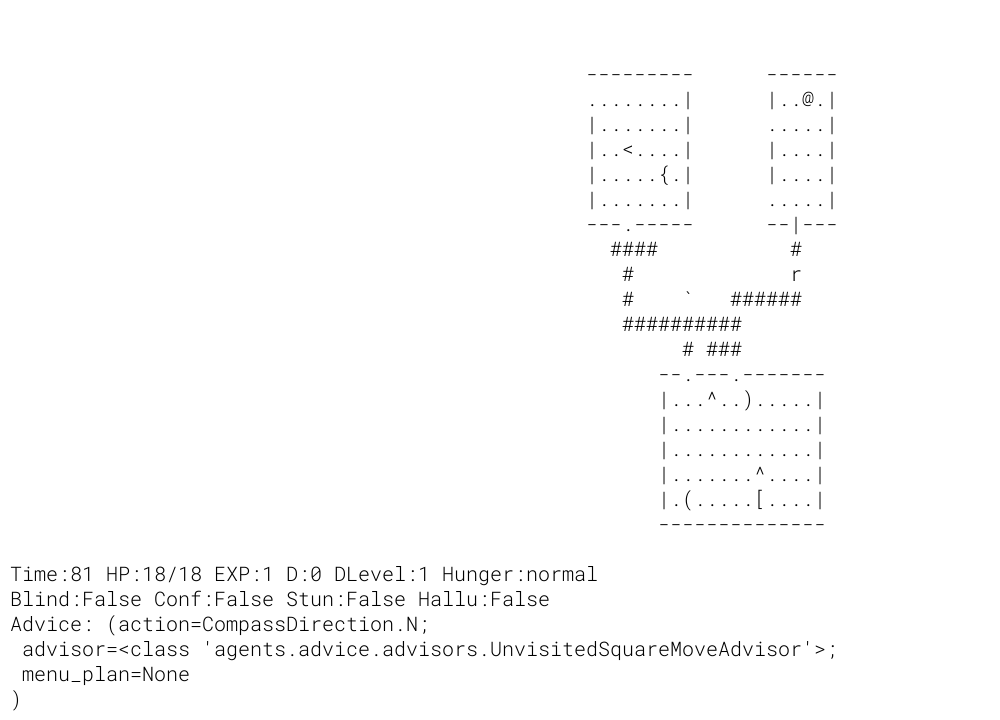 ---------      ------
                                                 ........|      |..@.|
                                                 |.......|      .....|
                                                 |..<....|      |....|
                                                 |.....{.|      |....|
                                                 |.......|      .....|
                                                 ---.-----      --|---
                                                   ####           #
                                                    #             r
                                                    #    `   ######
                                                    ##########
                                                         # ###
                                                       --.---.-------
                                                       |...^..).....|
                                                       |............|
                                                       |............|
                                                       |.......^....|
                                                       |.(.....[....|
                                                       --------------
Time:81 HP:18/18 EXP:1 D:0 DLevel:1 Hunger:normal
Blind:False Conf:False Stun:False Hallu:False
Advice: (action=CompassDirection.N;
 advisor=<class 'agents.advice.advisors.UnvisitedSquareMoveAdvisor'>;
 menu_plan=None
)